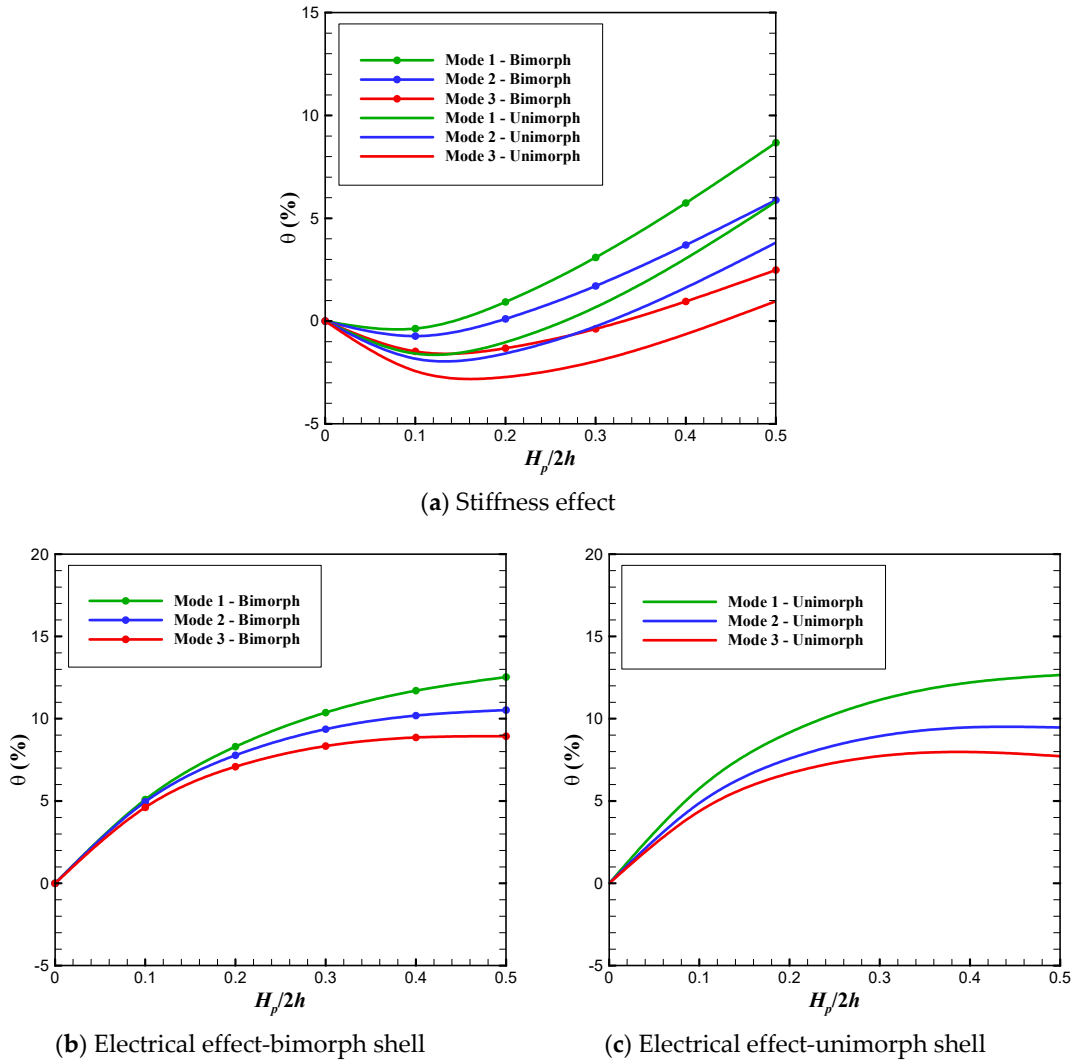 15
10
5
0
-5
θ (%)
Mode 1 - Bimorph
Mode 2 - Bimorph
Mode 3 - Bimorph
Mode 1 - Unimorph
Mode 2 - Unimorph
Mode 3 - Unimorph
0 0.1 0.2 0.3 0.4 0.5
Hp/2h
(a) Stiffness effect
20
15
10
5
0
-5
θ (%)
Mode 1 - Bimorph
Mode 2 - Bimorph
Mode 3 - Bimorph
0 0.1 0.2 0.3 0.4 0.5
Hp/2h
(b) Electrical effect-bimorph shell
20
15
10
5
0
-5
θ (%)
Mode 1 - Unimorph
Mode 2 - Unimorph
Mode 3 - Unimorph
0 0.1 0.2 0.3 0.4 0.5
Hp/2h
(c) Electrical effect-unimorph shell